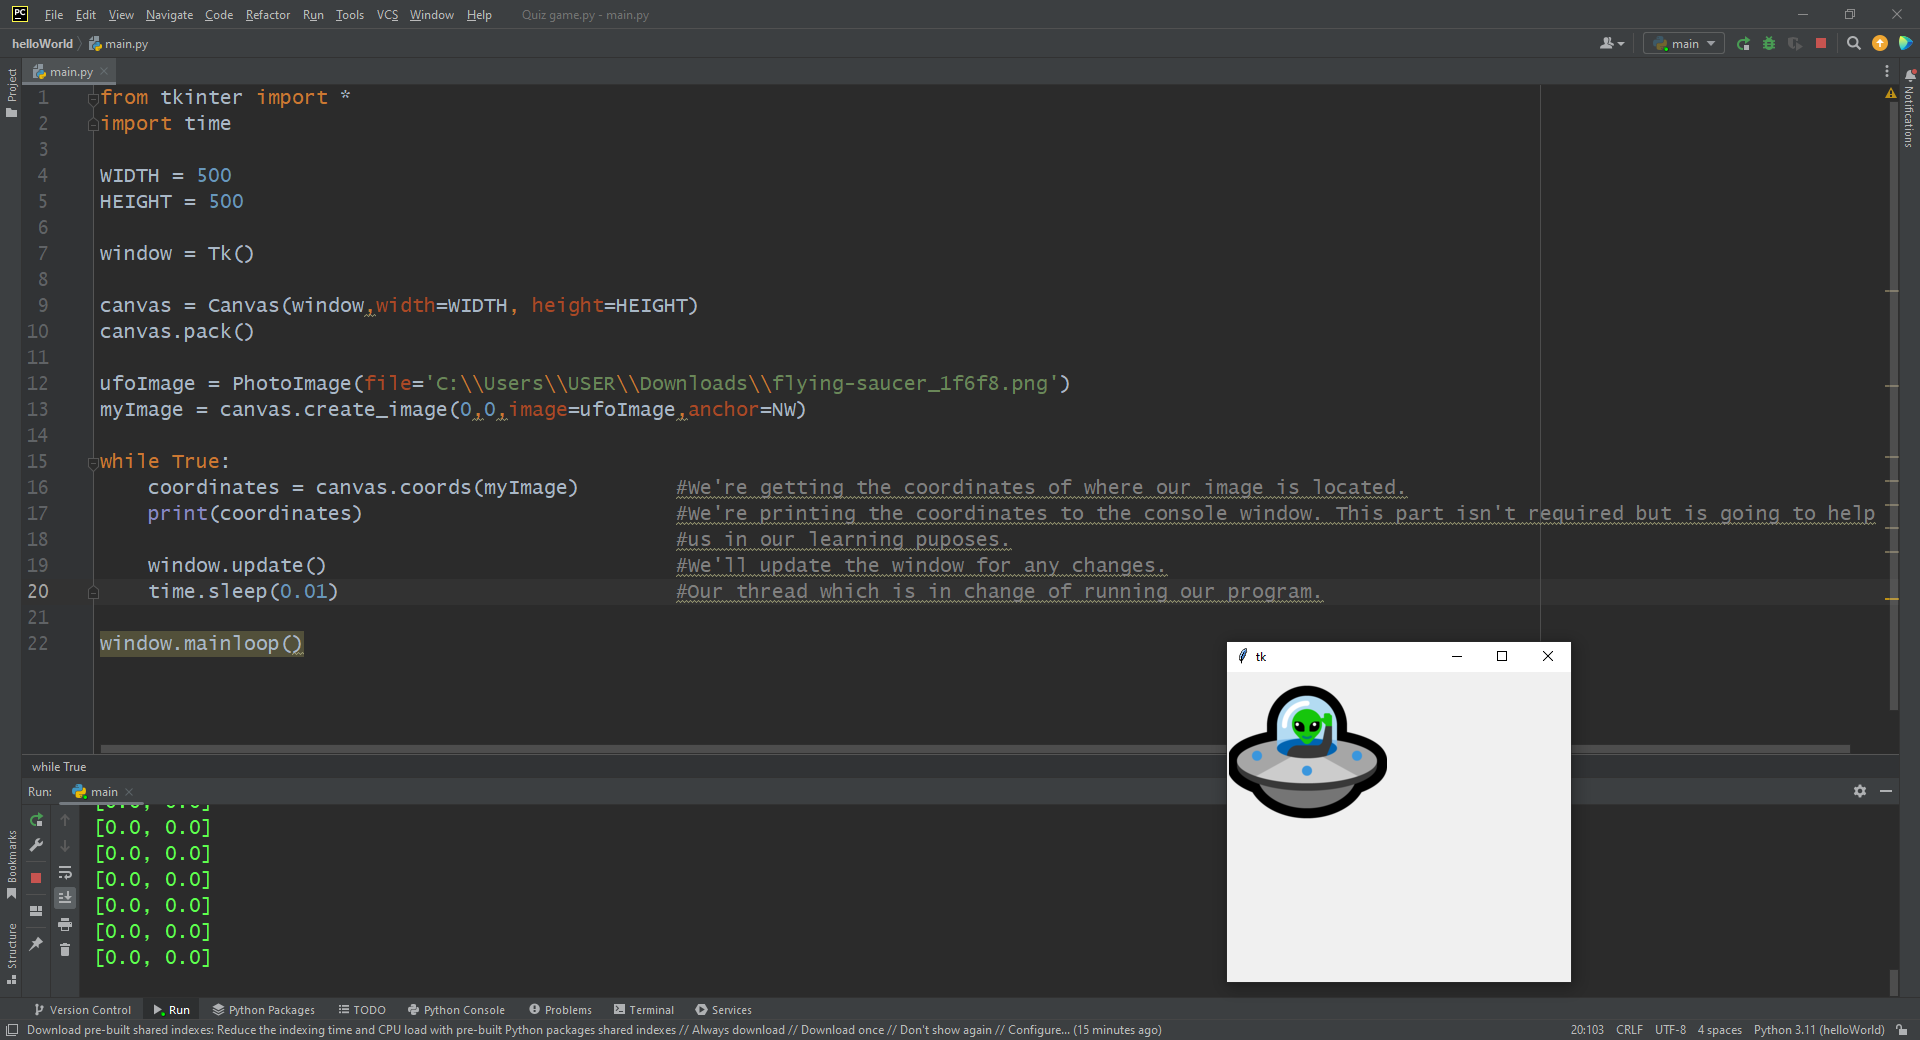 PC File Edit View Navigate Code Refactor Run Tools VCS Window Help Quiz game.py - main.py
helloWorld main.py main
main.py
Project
Notifications
1 from tkinter import *
2 import time
3
4 WIDTH = 500
5 HEIGHT = 500
6
7 window = Tk()
8
9 canvas = Canvas(window,width=WIDTH, height=HEIGHT)
10 canvas.pack()
11
12 ufoImage = PhotoImage(file='C:\\Users\\USER\\Downloads\\flying-saucer_1f6f8.png')
13 myImage = canvas.create_image(0,0,image=ufoImage,anchor=NW)
14
15 while True:
16 coordinates = canvas.coords(myImage) #We're getting the coordinates of where our image is located.
17 print(coordinates) #We're printing the coordinates to the console window. This part isn't required but is going to help
18 #us in our learning puposes.
19 window.update() #We'll update the window for any changes.
20 time.sleep(0.01) #Our thread which is in change of running our program.
21
22 window.mainloop()
tk
while True
Run: main
[0.0, 0.0]
[0.0, 0.0]
[0.0, 0.0]
[0.0, 0.0]
[0.0, 0.0]
[0.0, 0.0]
[0.0, 0.0]
Bookmarks
Structure
Version Control Run Python Packages TODO Python Console Problems Terminal Services
Download pre-built shared indexes: Reduce the indexing time and CPU load with pre-built Python packages shared indexes // Always download // Download once // Don't show again // Configure... (15 minutes ago) 20:103 CRLF UTF-8 4 spaces Python 3.11 (helloWorld)